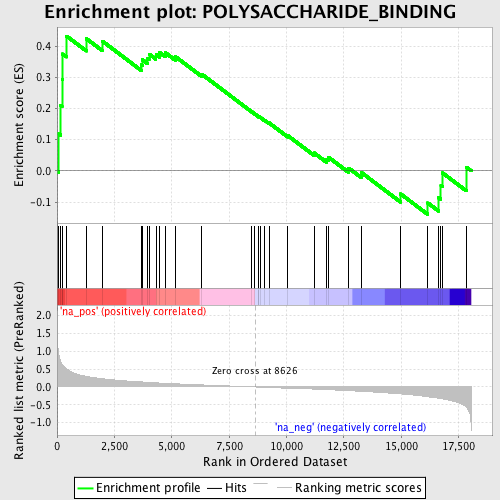 Enrichment plot: POLYSACCHARIDE_BINDING
Enrichment score (ES)
0.4
0.3
0.2
0.1
0.0
-0.1
'na_pos' (positively correlated)
Ranked list metric (PreRanked)
2.0
1.5
1.0
0.5
0.0
-0.5
-1.0
Zero cross at 8626
'na_neg' (negatively correlated)
0 2,500 5,000 7,500 10,000 12,500 15,000 17,500
Rank in Ordered Dataset
Enrichment profile Hits Ranking metric scores